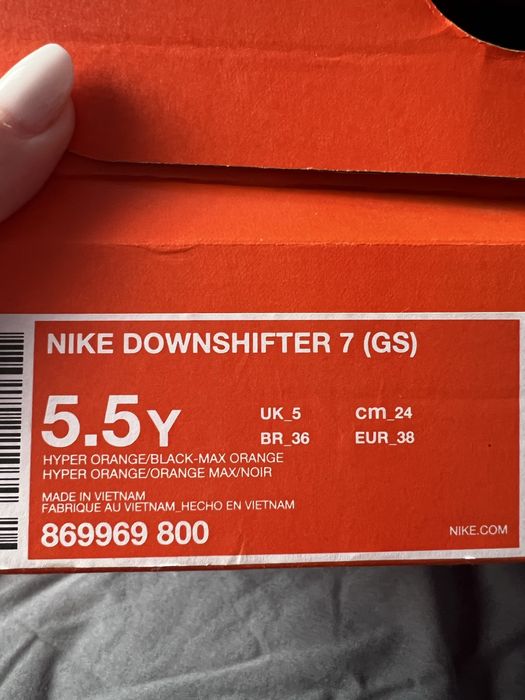 NIKE DOWNSHIFTER 7 (GS)
5.5Y
UK_5 cm_24
BR_36 EUR_38
HYPER ORANGE/BLACK-MAX ORANGE
HYPER ORANGE/ORANGE MAX/NOIR
MADE IN VIETNAM
FABRIQUE AU VIETNAM_HECHO EN VIETNAM
869969 800
NIKE.COM